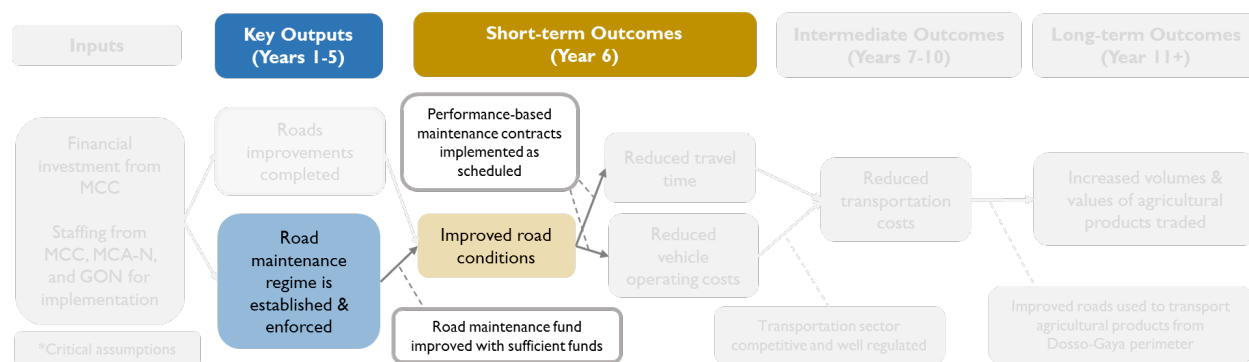 Inputs
Key Outputs
(Years 1-5)
Short-term Outcomes
(Year 6)
Intermediate Outcomes
(Years 7-10)
Long-term Outcomes
(Year 11+)
Financial
investment from
MCC
Staffing from
MCC, MCA-N,
and GON for
implementation
*Critical assumptions
Roads
improvements
completed
Road
maintenance
regime is
established &
enforced
Performance-based
maintenance contracts
implemented as
scheduled
Improved road
conditions
Road maintenance fund
improved with sufficient funds
Reduced travel
time
Reduced
vehicle
operating costs
Reduced
transportation
costs
Transportation sector
competitive and well regulated
Increased volumes &
values of agricultural
products traded
Improved roads used to transport
agricultural products from
Dosso-Gaya perimeter